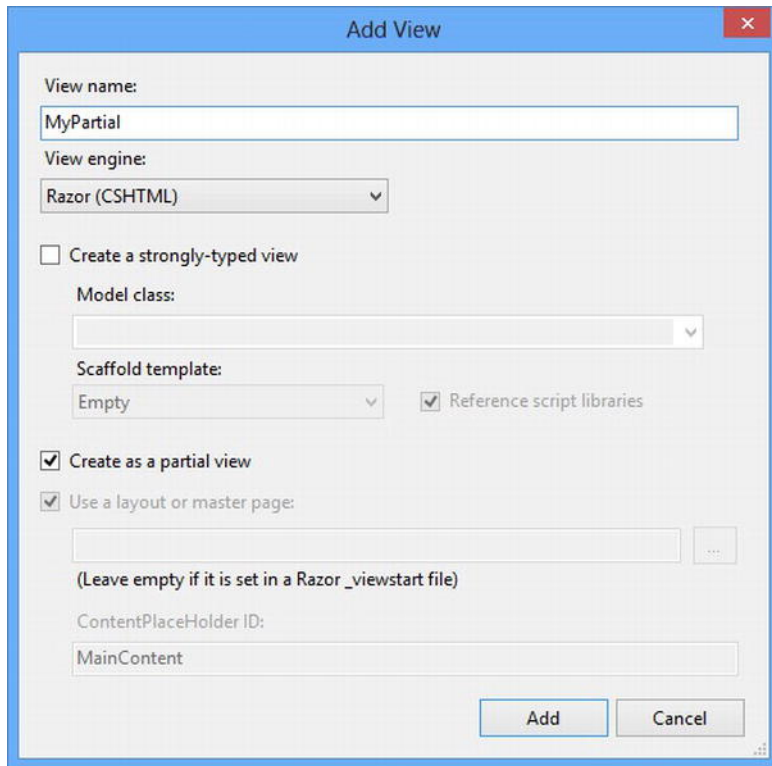 Add View
View name:
MyPartial
View engine:
Razor (CSHTML)
Create a strongly-typed view
Model class:
Scaffold template:
Empty
Reference script libraries
Create as a partial view
Use a layout or master page:
...
(Leave empty if it is set in a Razor _viewstart file)
ContentPlaceHolder ID:
MainContent
Add Cancel